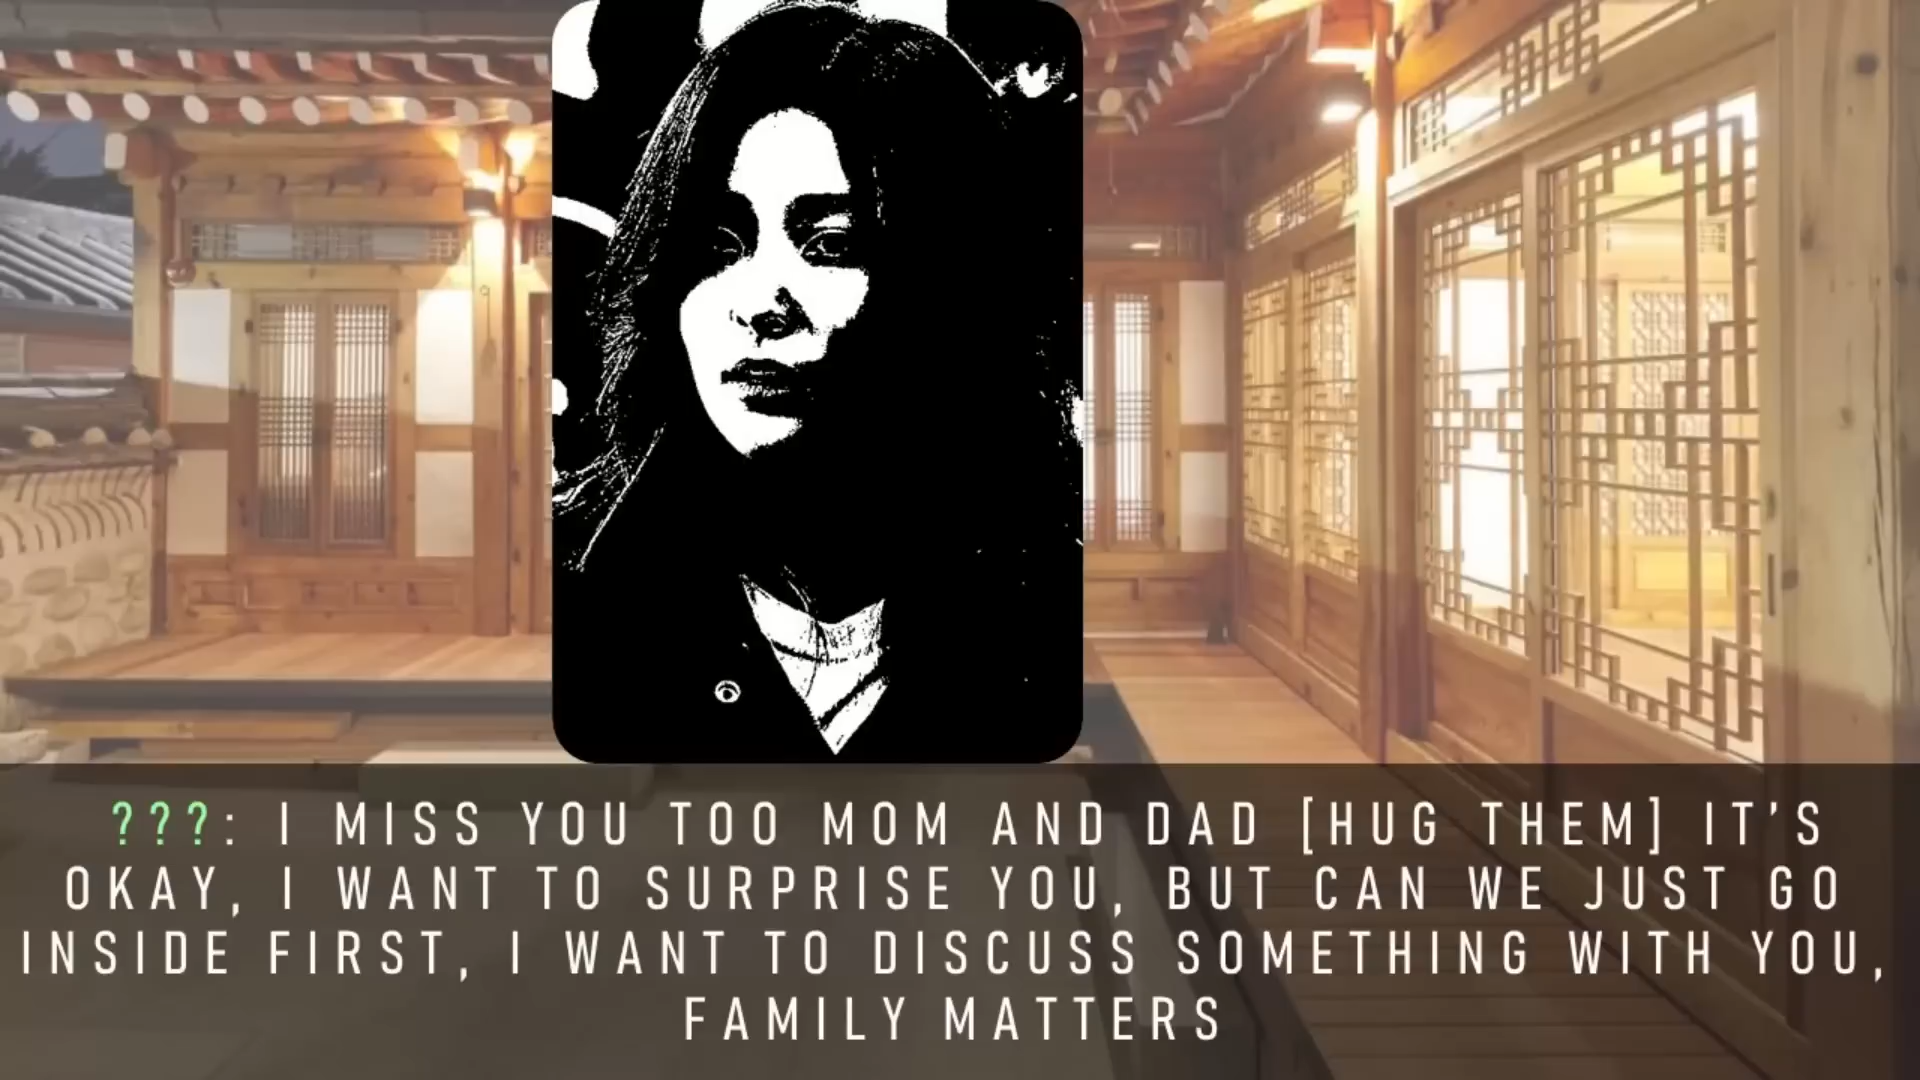 ???: I MISS YOU TOO MOM AND DAD [HUG THEM] IT'S
OKAY, I WANT TO SURPRISE YOU, BUT CAN WE JUST GO
INSIDE FIRST, I WANT TO DISCUSS SOMETHING WITH YOU,
FAMILY MATTERS